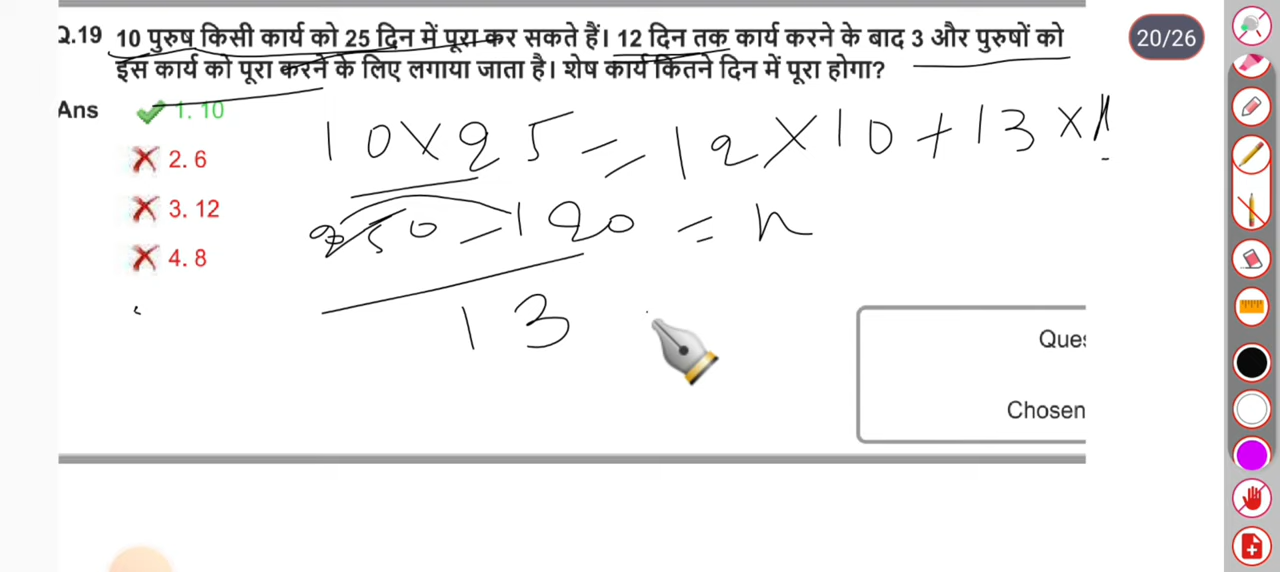 Q.19 10 पुरुष किसी कार्य को 25 दिन में पूरा कर सकते हैं। 12 दिन तक कार्य करने के बाद 3 और पुरुषों को
इस कार्य को पूरा करने के लिए लगाया जाता है। शेष कार्य कितने दिन में पूरा होगा?
20/26
Ans
1. 10
2. 6
3. 12
4. 8
10 × 25 = 12 × 10 + 13 ×
250 - 120 = n
13
Ques
Chosen